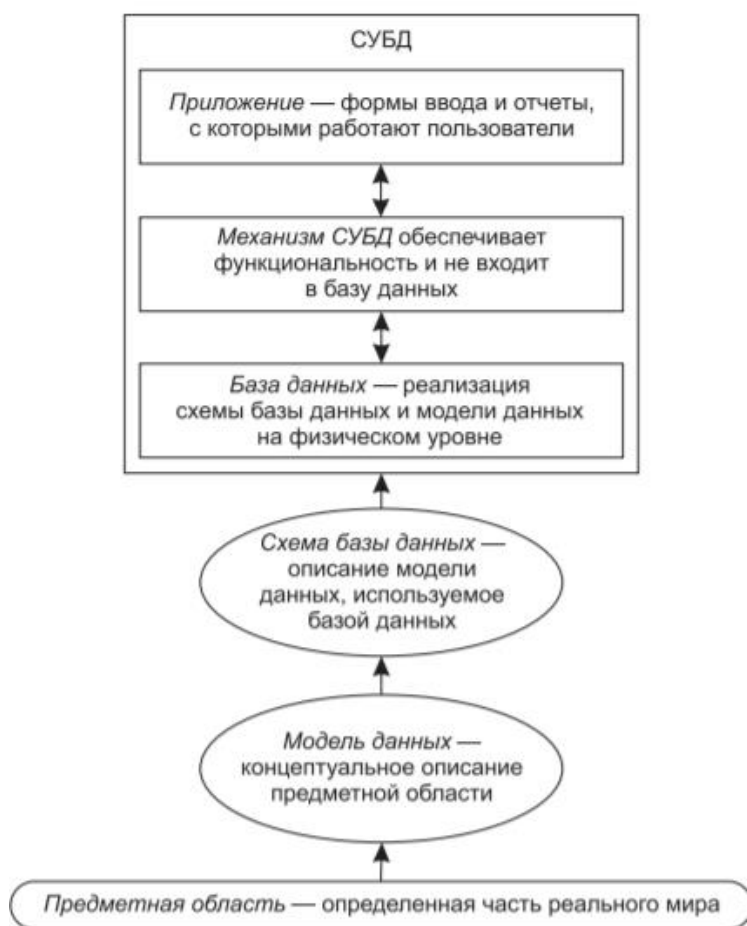 СУБД
Приложение — формы ввода и отчеты,
с которыми работают пользователи
Механизм СУБД обеспечивает
функциональность и не входит
в базу данных
База данных — реализация
схемы базы данных и модели данных
на физическом уровне
Схема базы данных —
описание модели
данных, используемое
базой данных
Модель данных —
концептуальное описание
предметной области
Предметная область — определенная часть реального мира